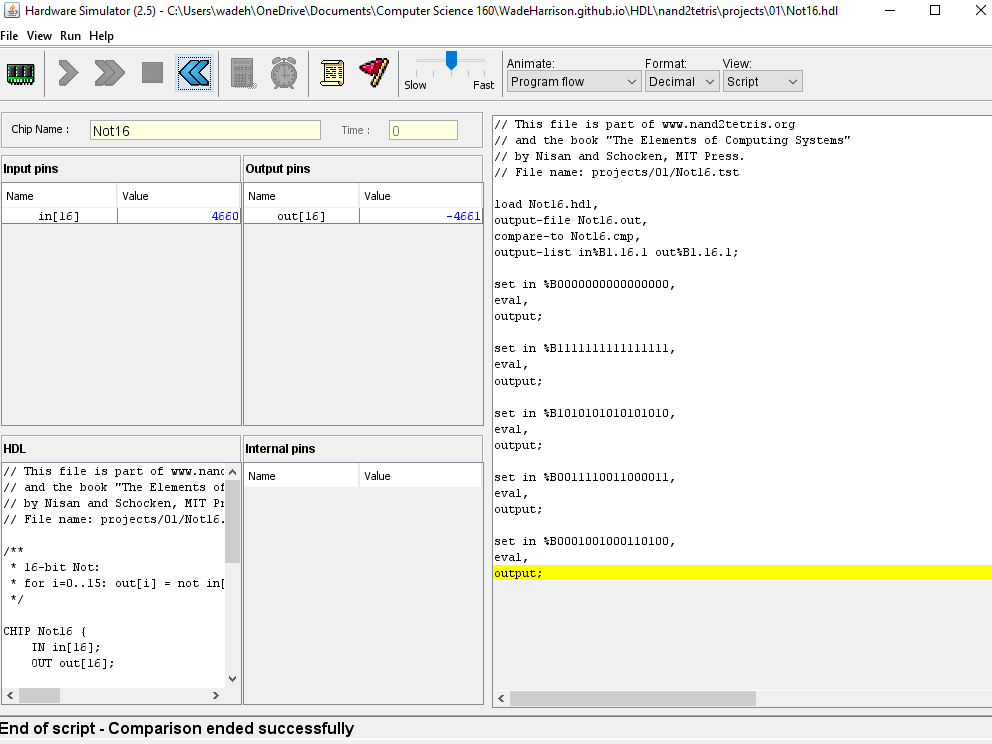 Hardware Simulator (2.5) - C:\Users\wadeh\OneDrive\Documents\Computer Science 160\WadeHarrison.github.io\HDL\nand2tetris\projects\01\Not16.hdl
File View Run Help
Slow Fast
Animate: Format: View:
Program flow Decimal Script
Chip Name : Not16 Time : 0
Input pins
Name Value
in[16] 4660
Output pins
Name Value
out[16] -4661
HDL
// This file is part of www.nand
// and the book "The Elements of
// by Nisan and Schocken, MIT Pr
// File name: projects/01/Not16.
/**
* 16-bit Not:
* for i=0..15: out[i] = not in[
*/
CHIP Not16 {
IN in[16];
OUT out[16];
Internal pins
Name Value
// This file is part of www.nand2tetris.org
// and the book "The Elements of Computing Systems"
// by Nisan and Schocken, MIT Press.
// File name: projects/01/Not16.tst
load Not16.hdl,
output-file Not16.out,
compare-to Not16.cmp,
output-list in%B1.16.1 out%B1.16.1;
set in %B0000000000000000,
eval,
output;
set in %B1111111111111111,
eval,
output;
set in %B1010101010101010,
eval,
output;
set in %B0011110011000011,
eval,
output;
set in %B0001001000110100,
eval,
output;
End of script - Comparison ended successfully